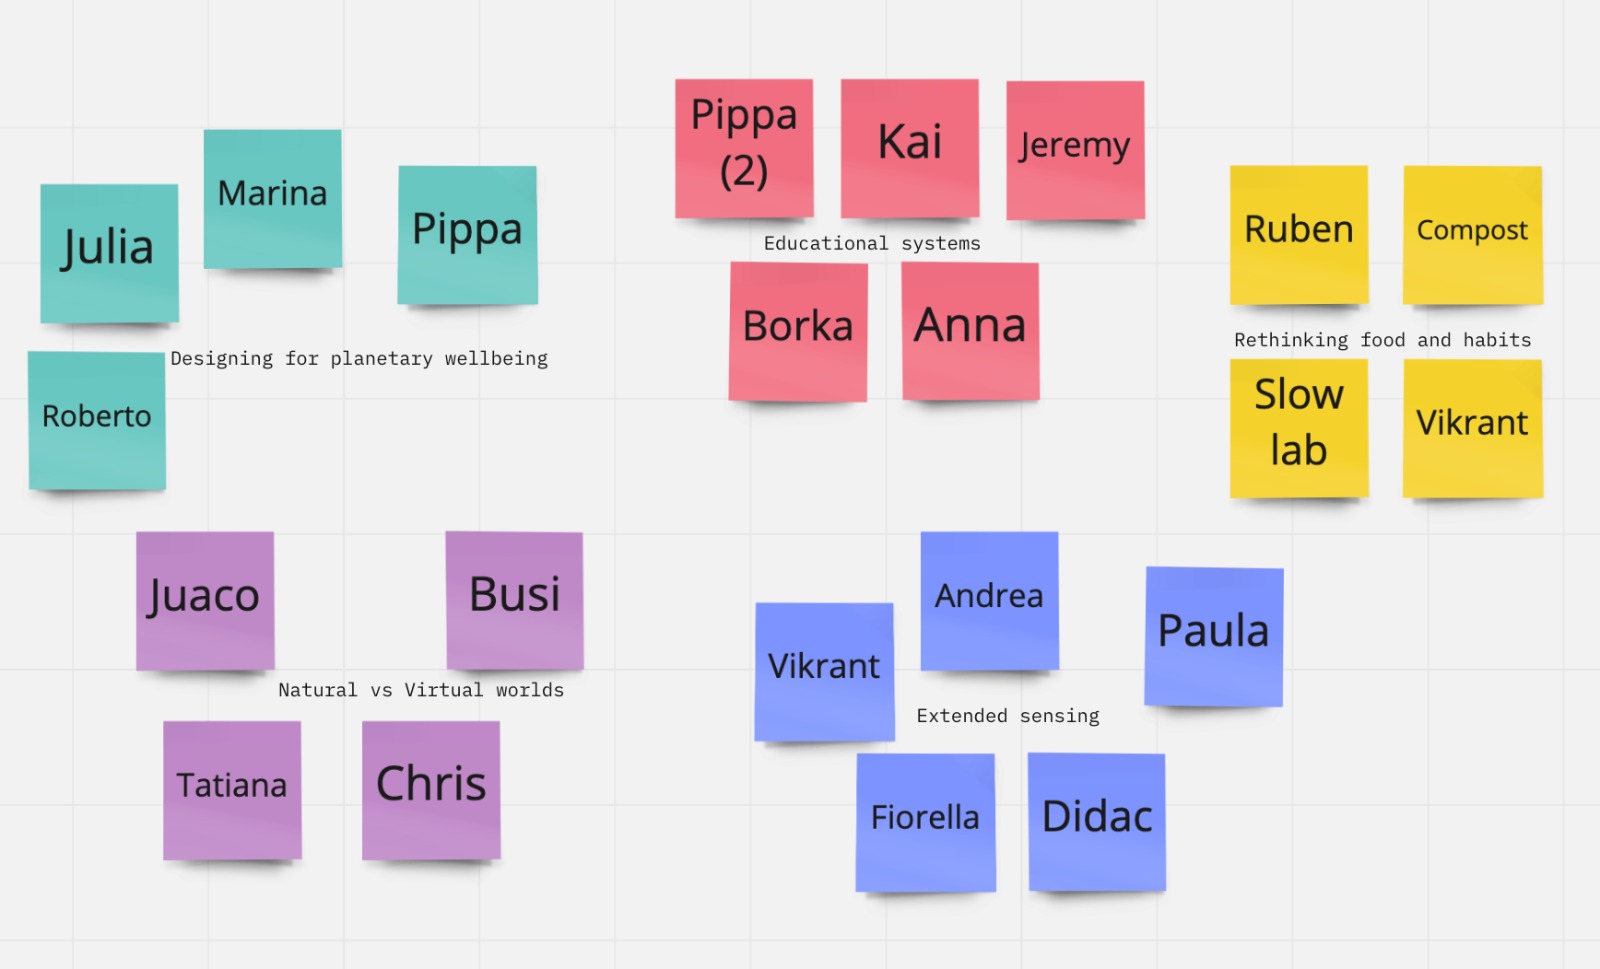 Julia
Marina
Pippa
Designing for planetary wellbeing
Roberto
Pippa
(2)
Kai
Jeremy
Educational systems
Borka
Anna
Ruben
Compost
Rethinking food and habits
Slow
lab
Vikrant
Juaco
Busi
Natural vs Virtual worlds
Tatiana
Chris
Vikrant
Andrea
Paula
Extended sensing
Fiorella
Didac